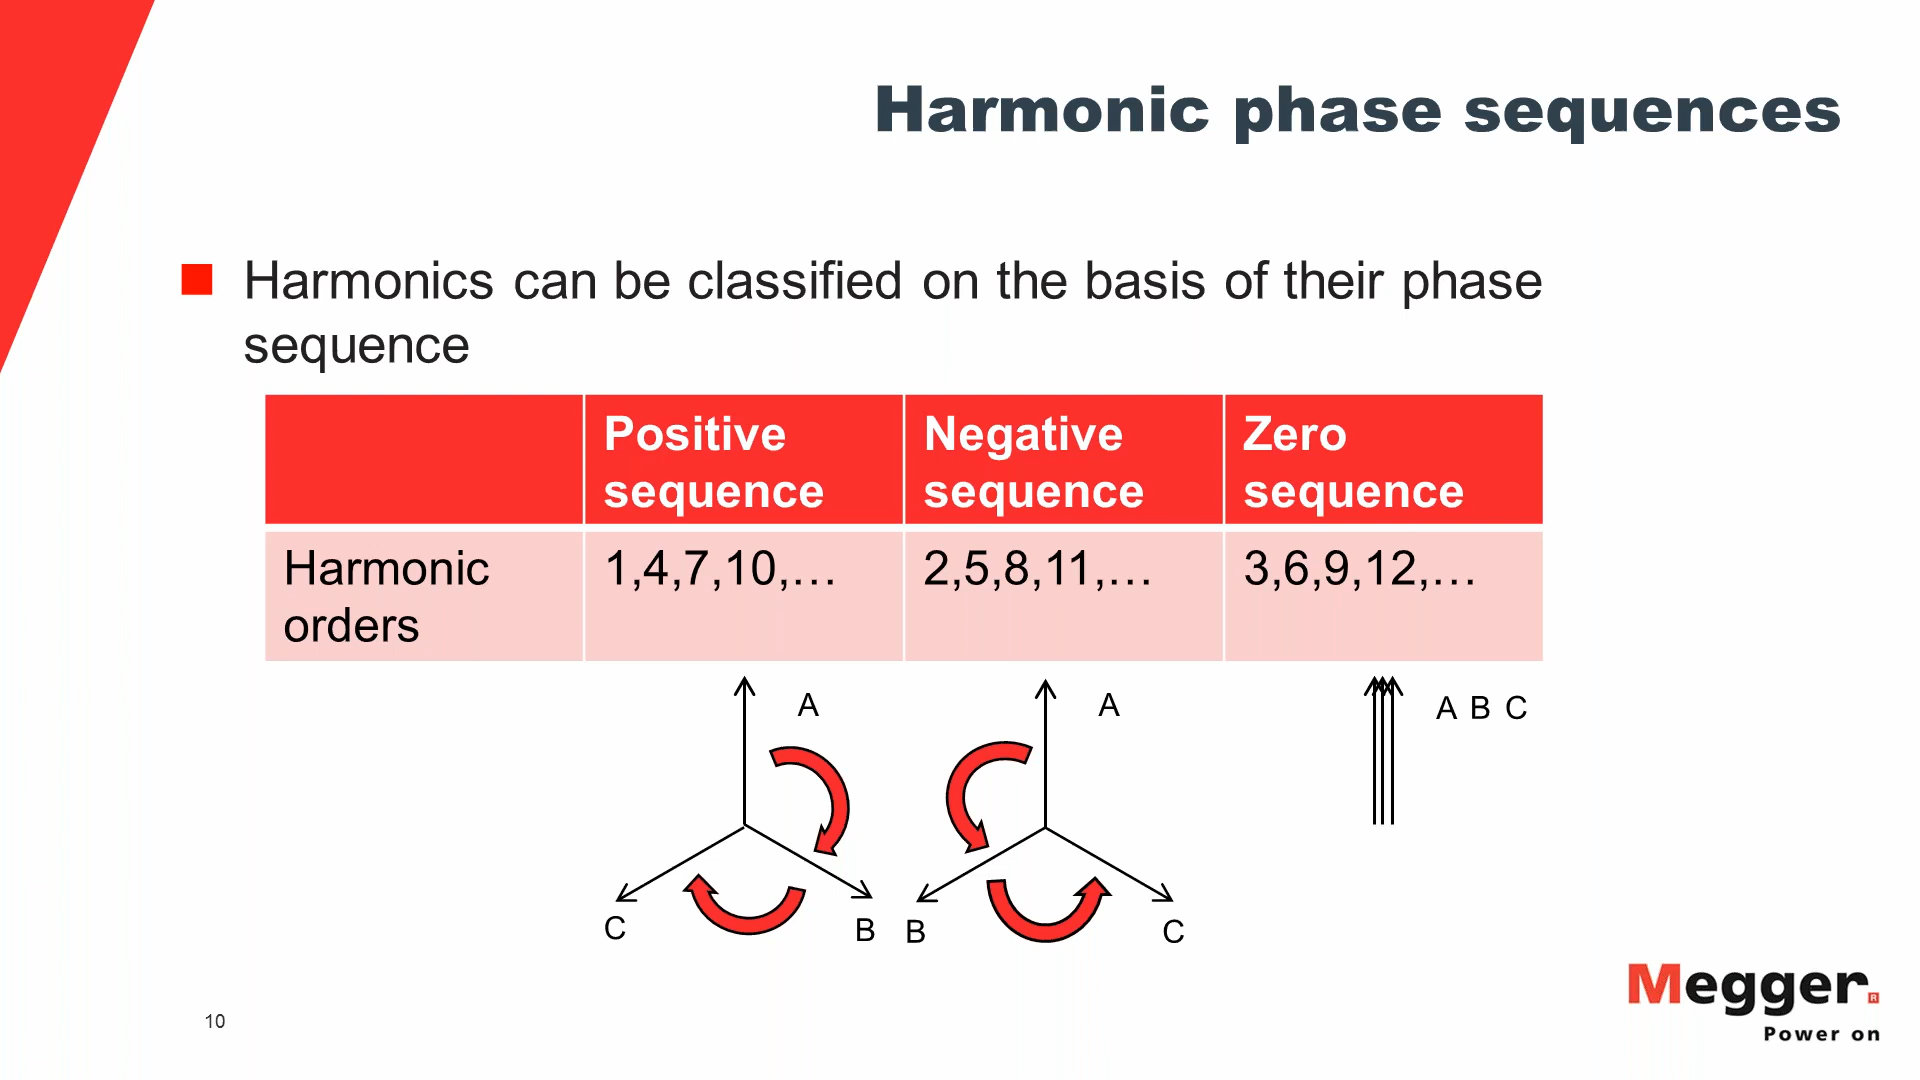 Harmonic phase sequences
Harmonics can be classified on the basis of their phase
sequence
Positive sequence
Negative sequence
Zero sequence
Harmonic orders
1,4,7,10,…
2,5,8,11,…
3,6,9,12,…
A
C
B
A
B
C
A B C
Megger®
Power on
10